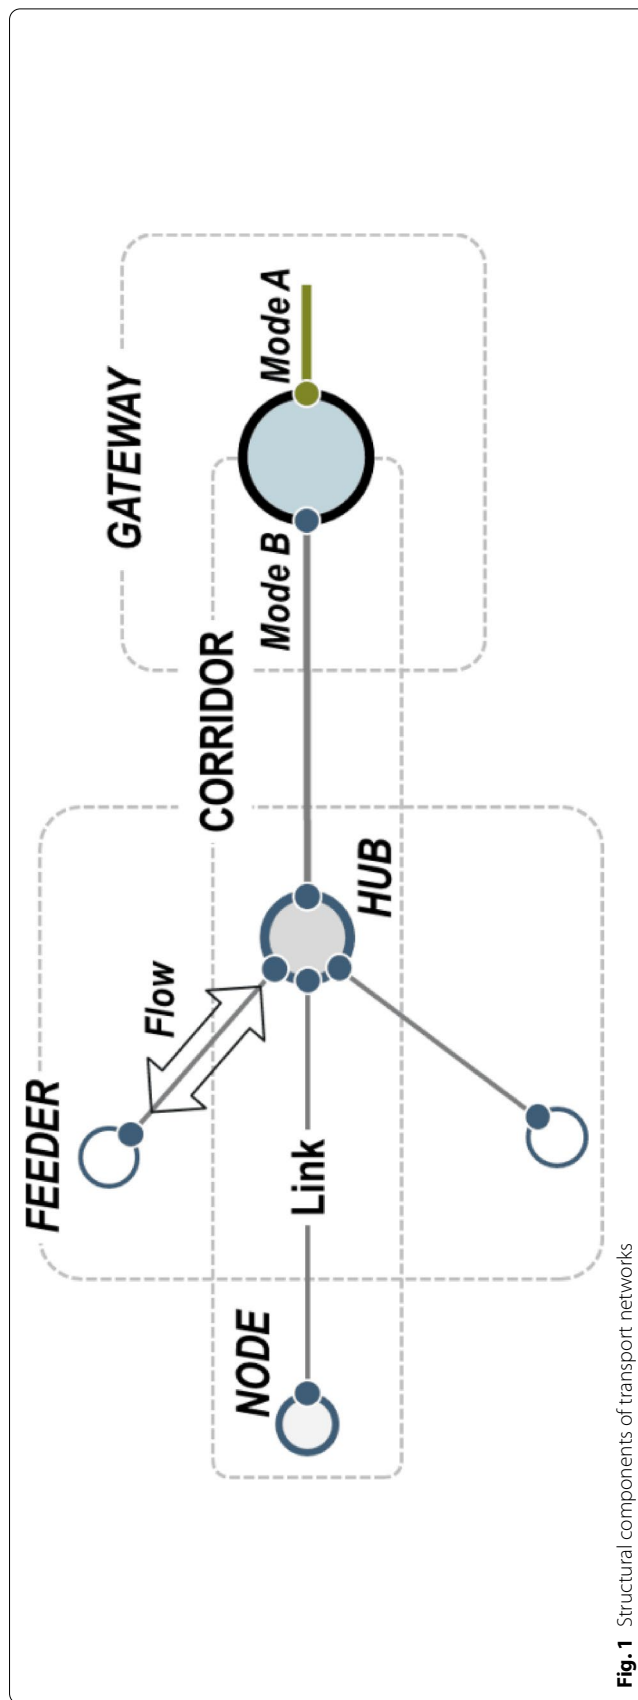 FEEDER
Flow
CORRIDOR
GATEWAY
NODE
Link
HUB
Mode B
Mode A
Fig. 1 Structural components of transport networks